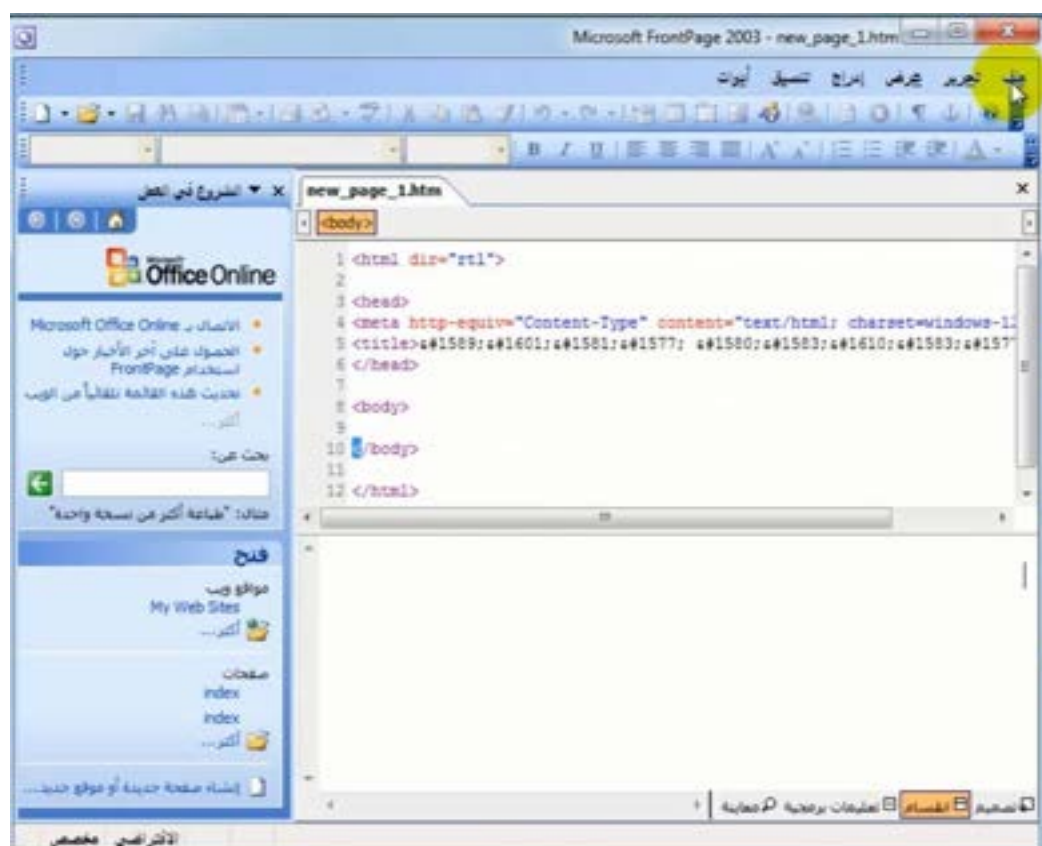 Microsoft FrontPage 2003 - new_page_1.htm
ملف تحرير عرض إدراج تنسيق أدوات
B I U A A A
الشروع في العمل
Microsoft Office Online
الاتصال بـ Microsoft Office Online
الحصول على آخر الأخبار حول
استخدام FrontPage
تحديث هذه القائمة تلقائياً من الويب
أكثر...
بحث عن:
مثال: "طباعة أكثر من نسخة واحدة"
فتح
مواقع ويب
My Web Sites
أكثر...
صفحات
index
index
أكثر...
إنشاء صفحة جديدة أو موقع جديد...
new_page_1.htm
<body>
1 <html dir="rtl">
2
3 <head>
4 <meta http-equiv="Content-Type" content="text/html; charset=windows-12
5 <title>&#1589;&#1601;&#1581;&#1577; &#1580;&#1583;&#1610;&#1583;&#157
6 </head>
7
8 <body>
9
10 </body>
11
12 </html>
تصميم انقسام تعليمات برمجية معاينة
الافتراضي مخصص